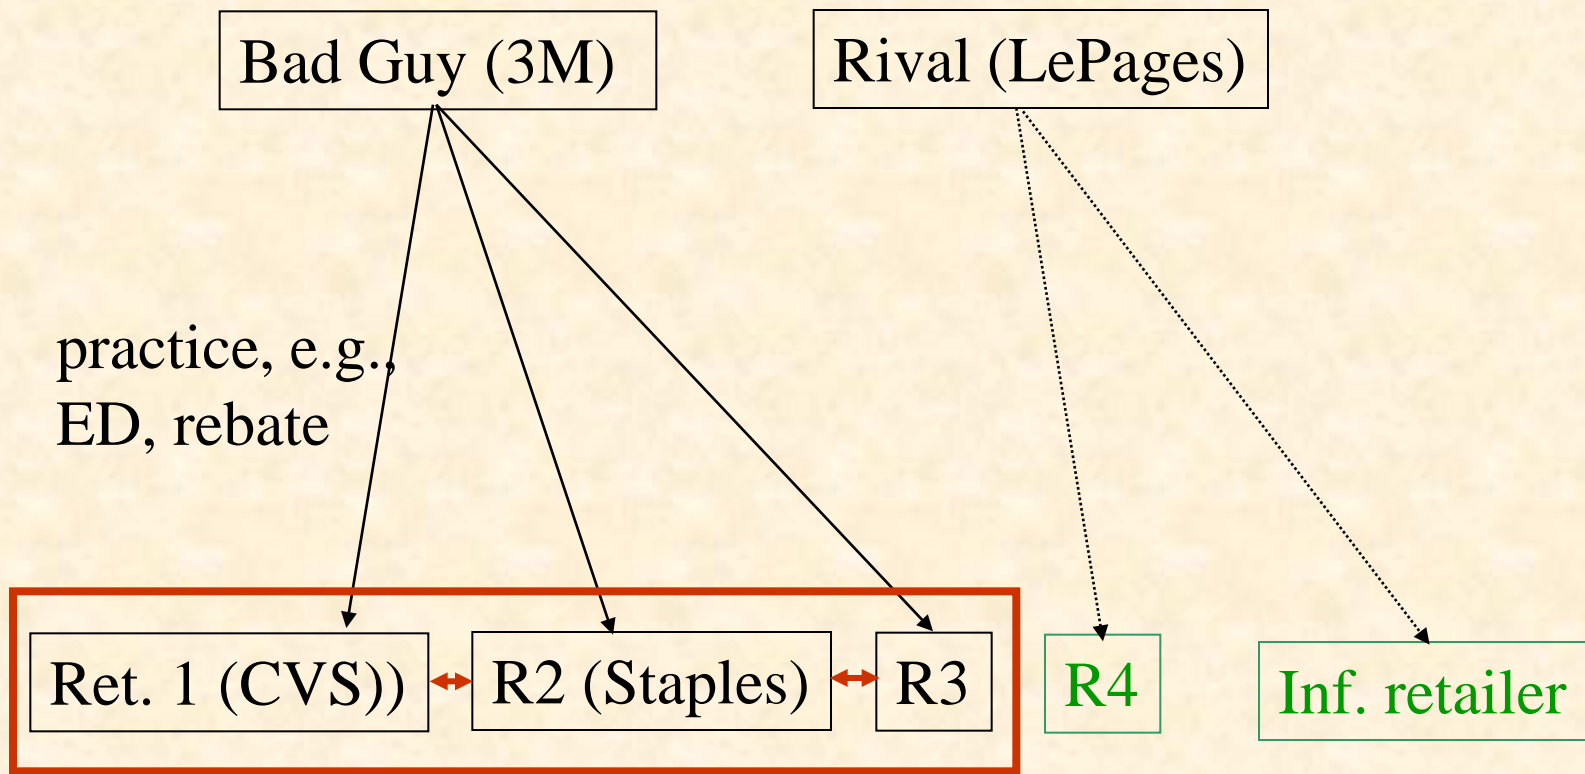 Bad Guy (3M)
Rival (LePages)
practice, e.g.,
ED, rebate
Ret. 1 (CVS))
R2 (Staples)
R3
R4
Inf. retailer